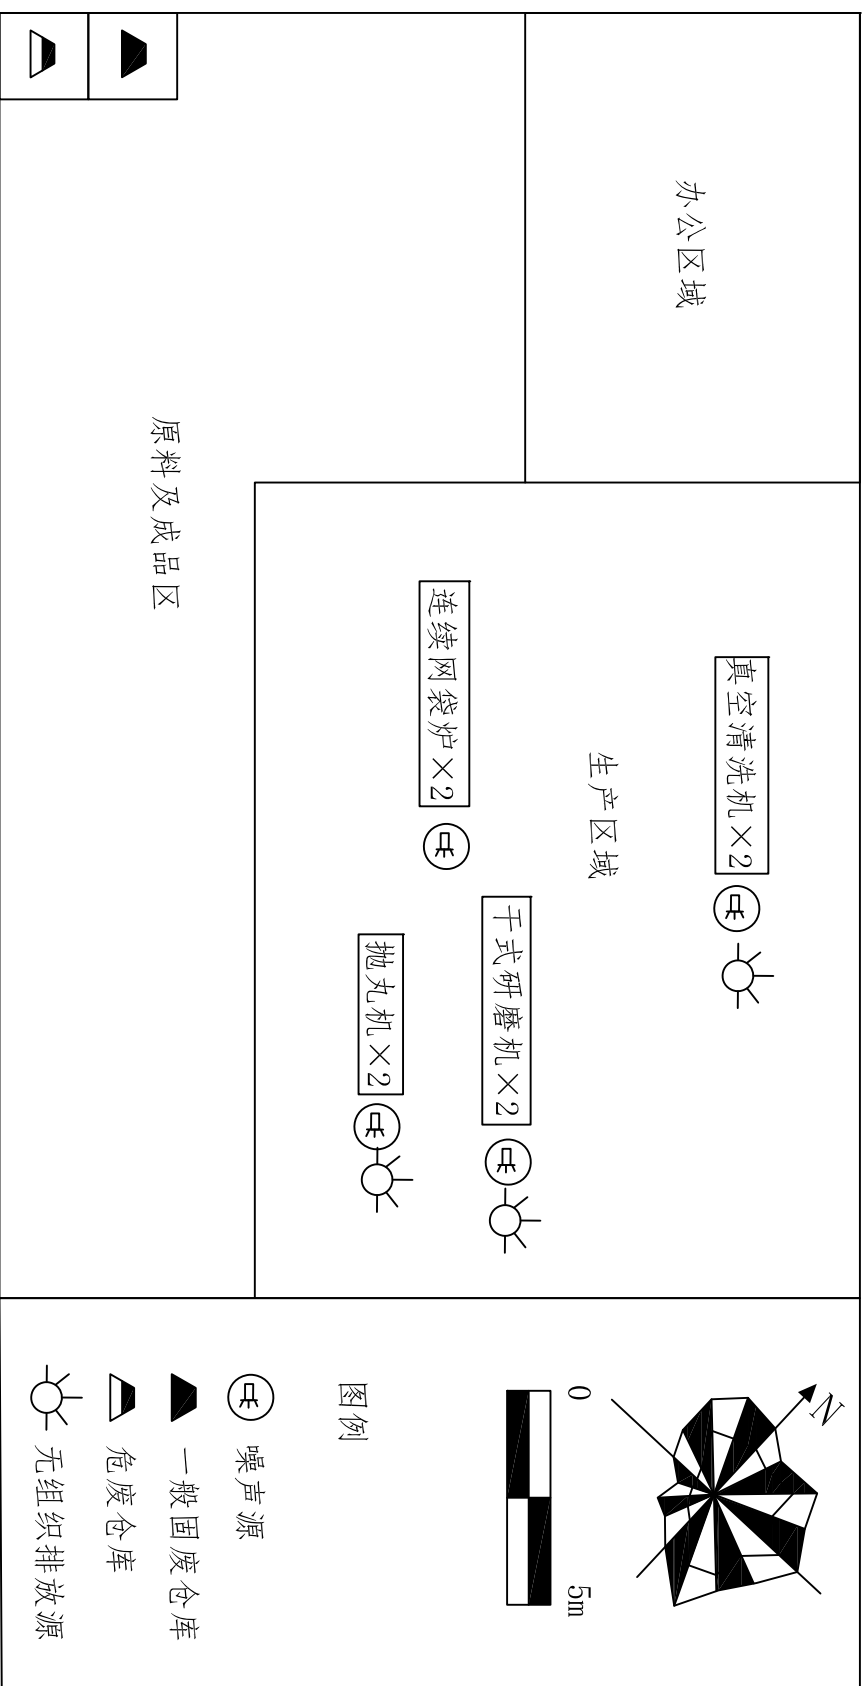 办公区域
原料及成品区
真空清洗机×2
生产区域
连续网袋炉×2
干式研磨机×2
抛丸机×2
N
0
5m
图例
噪声源
一般固废仓库
危废仓库
无组织排放源